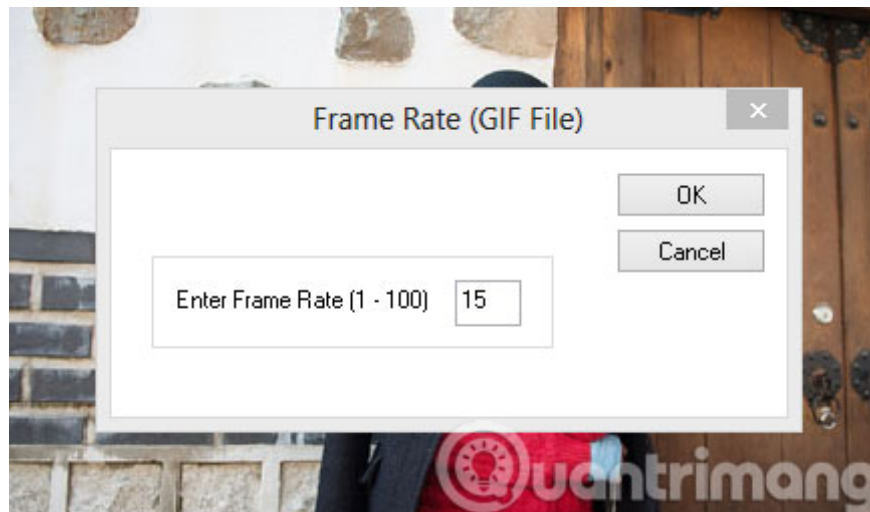 Frame Rate (GIF File)
OK
Cancel
Enter Frame Rate (1 - 100) 15
Quantrimang